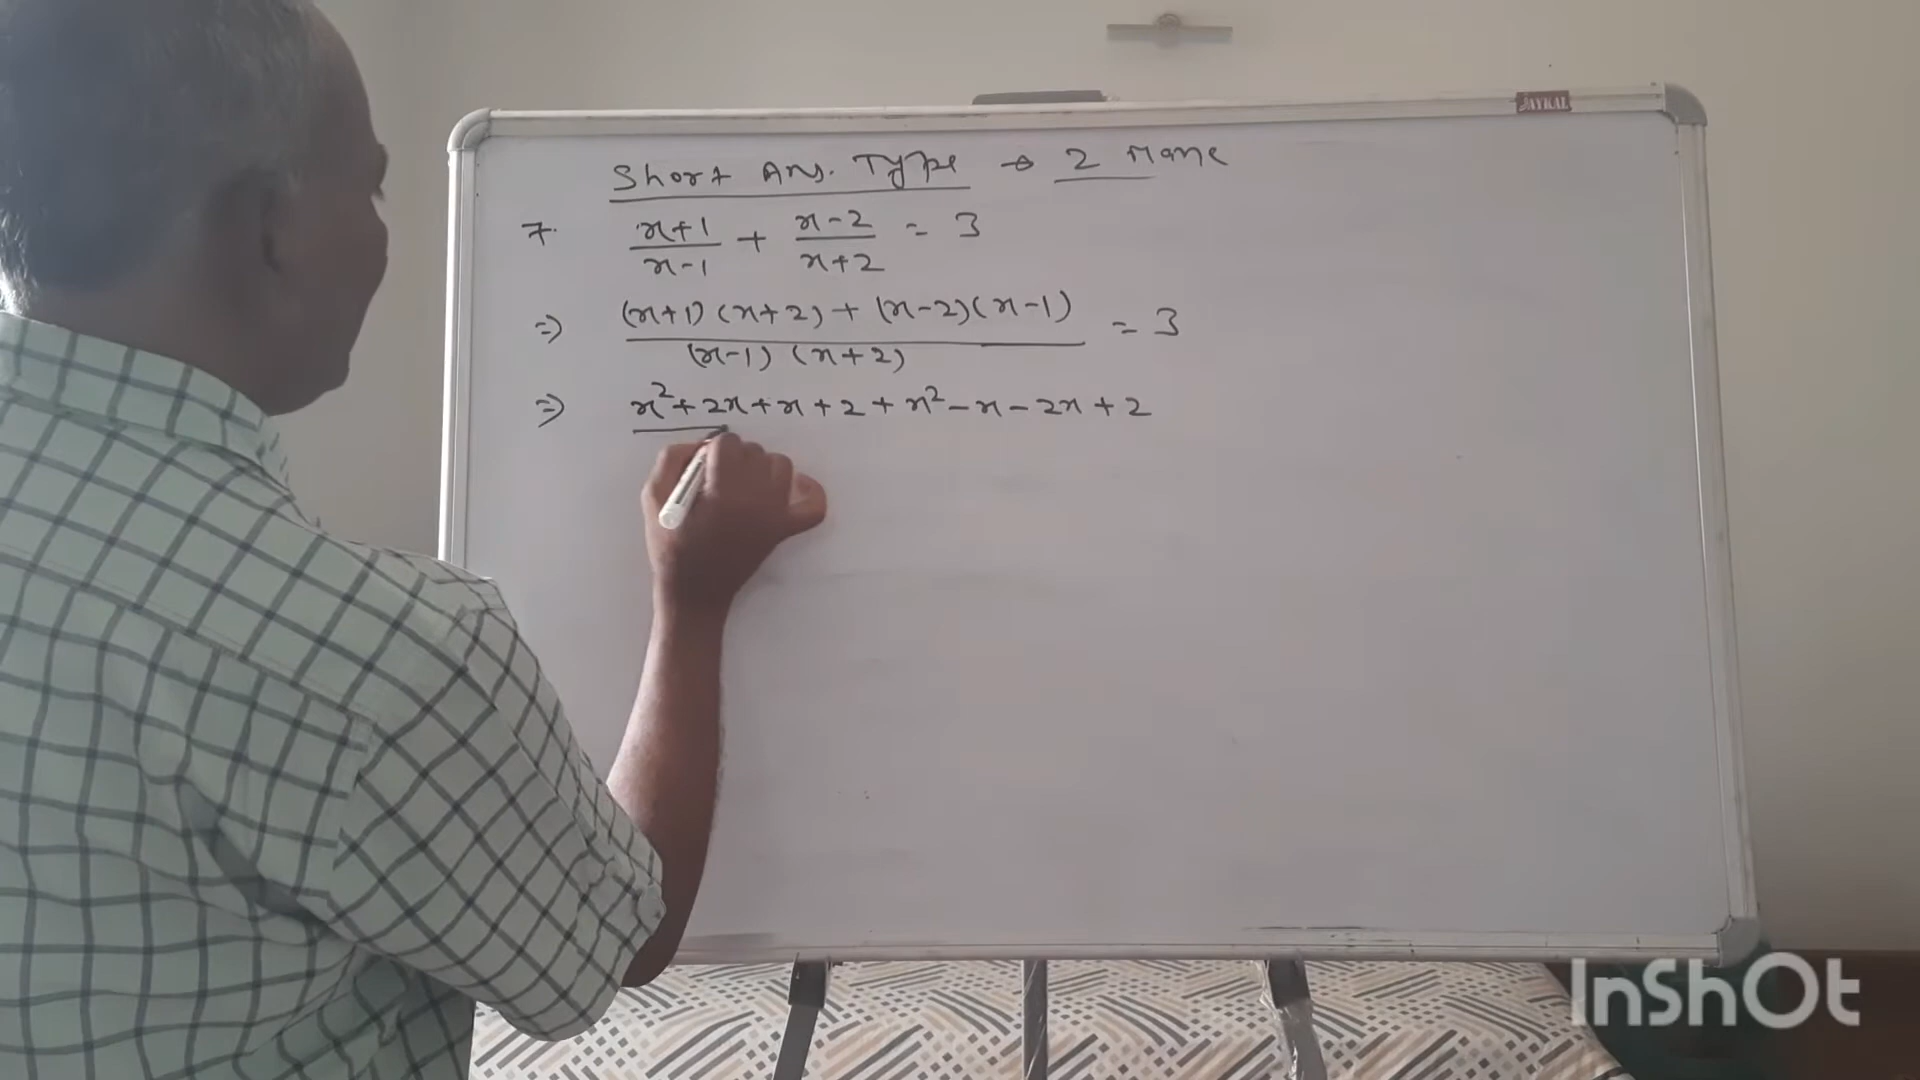 JAYKAL
Short Ans. Type → 2 Mark
7. x+1/x-1 + x-2/x+2 = 3
⇒ (x+1)(x+2)+(x-2)(x-1)/(x-1)(x+2) = 3
⇒ x²+2x+x+2+x²-x-2x+2
InShOt